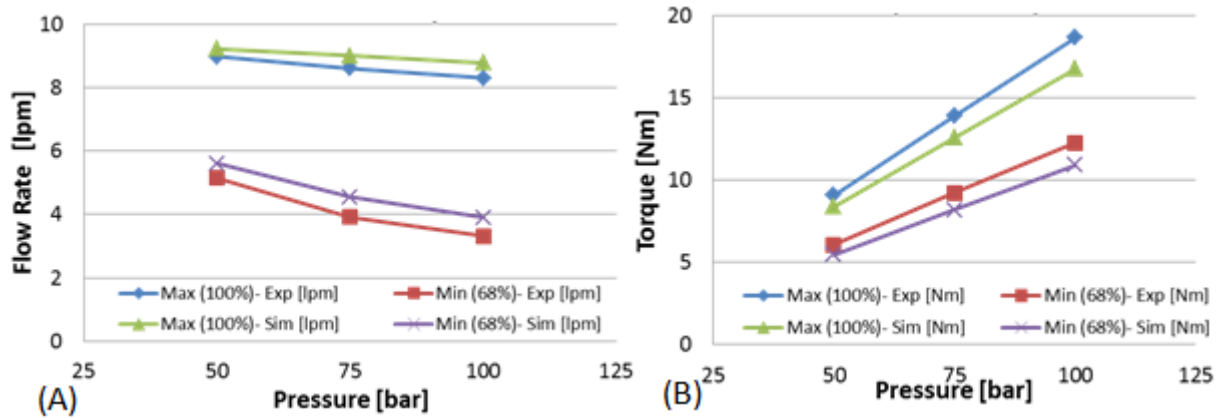 10
8
6
4
2
0
Flow Rate [lpm]
Max (100%)- Exp [lpm]
Min (68%)- Exp [lpm]
Max (100%)- Sim [lpm]
Min (68%)- Sim [lpm]
25
50
75
100
125
(A)
Pressure [bar]
20
15
10
5
0
Torque [Nm]
Max (100%)- Exp [Nm]
Min (68%)- Exp [Nm]
Max (100%)- Sim [Nm]
Min (68%)- Sim [Nm]
25
50
75
100
125
(B)
Pressure [bar]